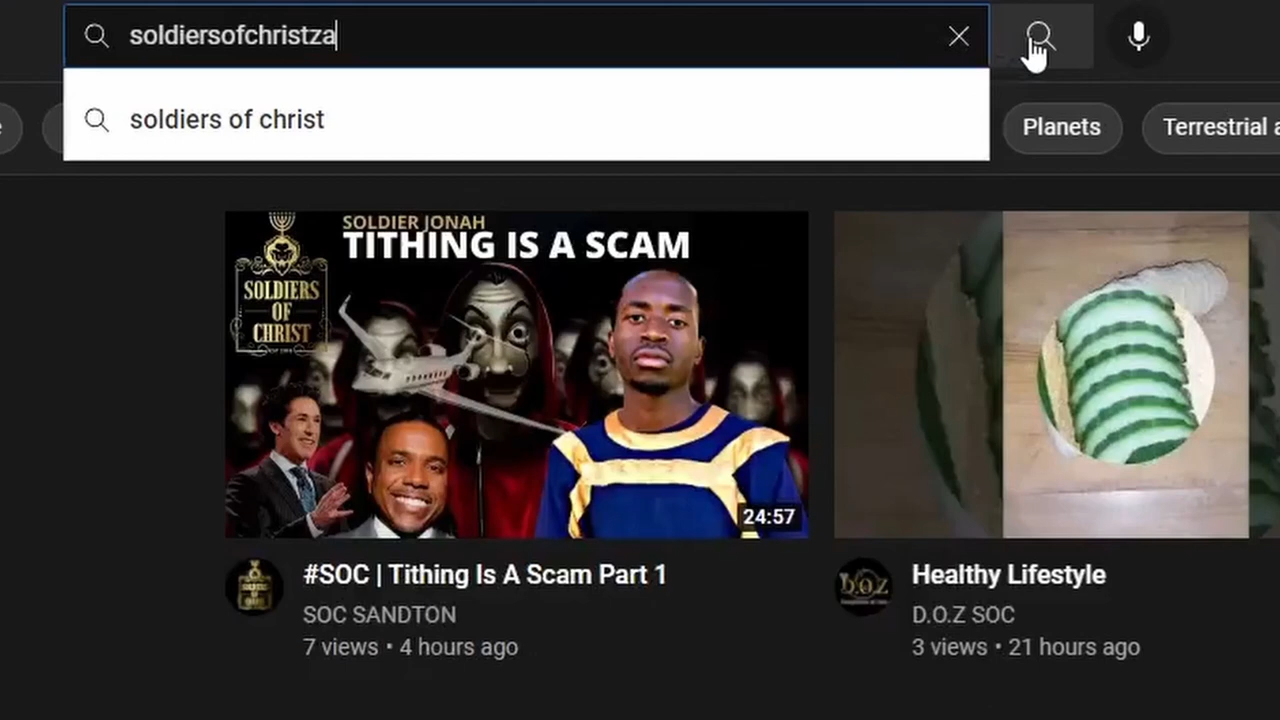 soldiersofchristza
soldiers of christ
Planets
Terrestrial
SOLDIER JONAH
TITHING IS A SCAM
SOLDIERS
OF
CHRIST
24:57
#SOC | Tithing Is A Scam Part 1
SOC SANDTON
7 views • 4 hours ago
D.O.Z
Healthy Lifestyle
D.O.Z SOC
3 views • 21 hours ago